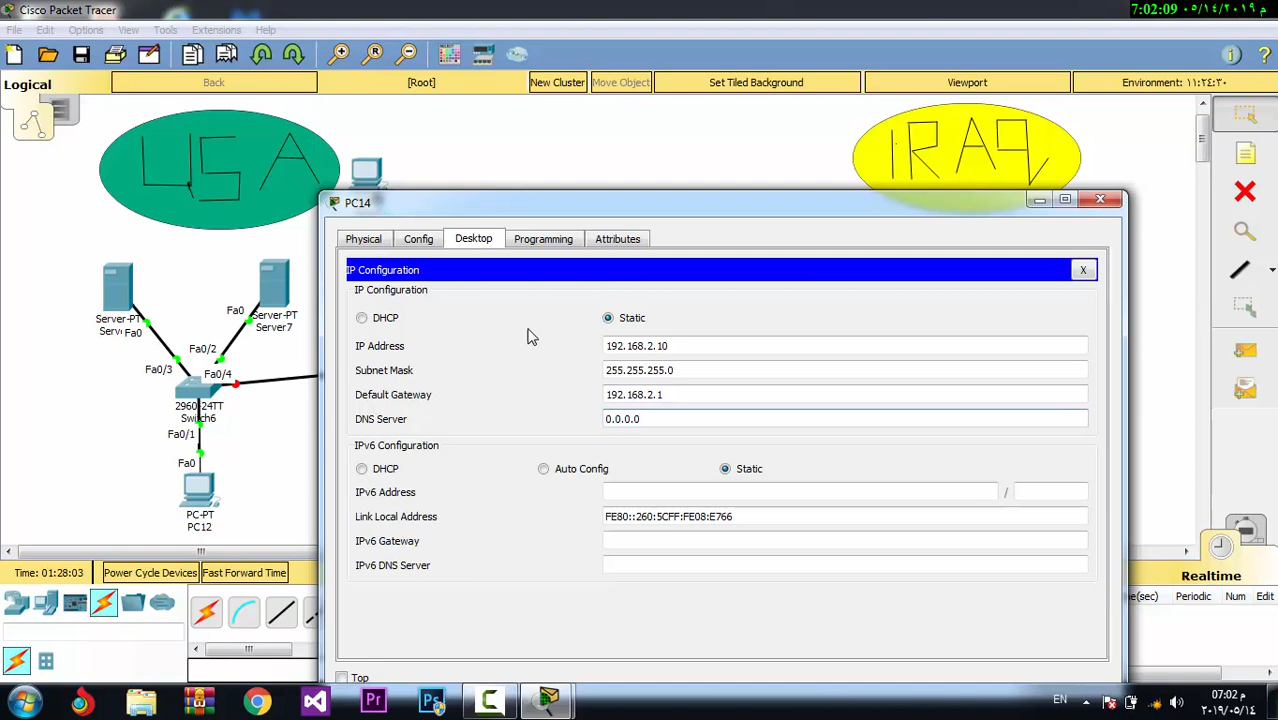 Cisco Packet Tracer
7:02:09 ٠٥/١٤/٢٠١٩ م
File Edit Options View Tools Extensions Help
Logical
Back
[Root]
New Cluster
Move Object
Set Tiled Background
Viewport
Environment: ١١:٢٤:٣٠
USA
IRAq
PC14
Physical Config Desktop Programming Attributes
IP Configuration
X
IP Configuration
DHCP
Static
IP Address 192.168.2.10
Subnet Mask 255.255.255.0
Default Gateway 192.168.2.1
DNS Server 0.0.0.0
IPv6 Configuration
DHCP
Auto Config
Static
IPv6 Address /
Link Local Address FE80::260:5CFF:FE08:E766
IPv6 Gateway
IPv6 DNS Server
Top
Server-PT
Fa0
Fa0
Server-PT
Server7
Fa0/2
Fa0/3
Fa0/4
2960-24TT
Switch6
Fa0/1
Fa0
PC-PT
PC12
Time: 01:28:03
Power Cycle Devices
Fast Forward Time
Realtime
Periodic Num Edit
EN
٠٧:٠٢ م
٢٠١٩/٠٥/١٤